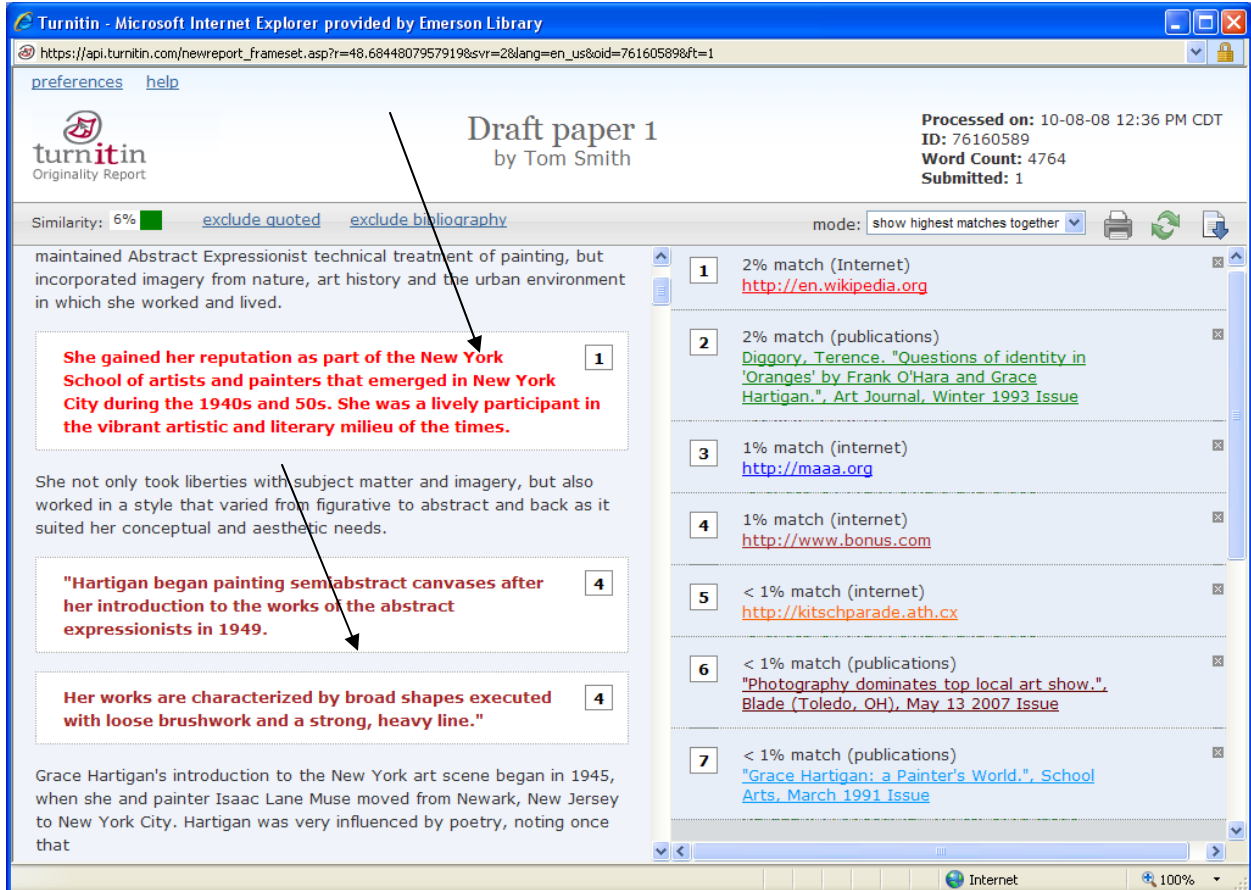 Turnitin - Microsoft Internet Explorer provided by Emerson Library
https://api.turnitin.com/newreport_frameset.asp?r=48.6844807957919&svr=2&lang=en_us&oid=76160589&ft=1
preferences help
turnitin
Originality Report
Draft paper 1
by Tom Smith
Processed on: 10-08-08 12:36 PM CDT
ID: 76160589
Word Count: 4764
Submitted: 1
Similarity: 6% exclude quoted exclude bibliography mode: show highest matches together
maintained Abstract Expressionist technical treatment of painting, but
incorporated imagery from nature, art history and the urban environment
in which she worked and lived.
She gained her reputation as part of the New York 1
School of artists and painters that emerged in New York
City during the 1940s and 50s. She was a lively participant in
the vibrant artistic and literary milieu of the times.
She not only took liberties with subject matter and imagery, but also
worked in a style that varied from figurative to abstract and back as it
suited her conceptual and aesthetic needs.
"Hartigan began painting semiabstract canvases after 4
her introduction to the works of the abstract
expressionists in 1949.
Her works are characterized by broad shapes executed 4
with loose brushwork and a strong, heavy line."
Grace Hartigan's introduction to the New York art scene began in 1945,
when she and painter Isaac Lane Muse moved from Newark, New Jersey
to New York City. Hartigan was very influenced by poetry, noting once
that
1 2% match (Internet)
http://en.wikipedia.org
2 2% match (publications)
Diggory, Terence. "Questions of identity in
'Oranges' by Frank O'Hara and Grace
Hartigan.", Art Journal, Winter 1993 Issue
3 1% match (internet)
http://maaa.org
4 1% match (internet)
http://www.bonus.com
5 < 1% match (internet)
http://kitschparade.ath.cx
6 < 1% match (publications)
"Photography dominates top local art show.",
Blade (Toledo, OH), May 13 2007 Issue
7 < 1% match (publications)
"Grace Hartigan: a Painter's World.", School
Arts, March 1991 Issue
Internet 100%